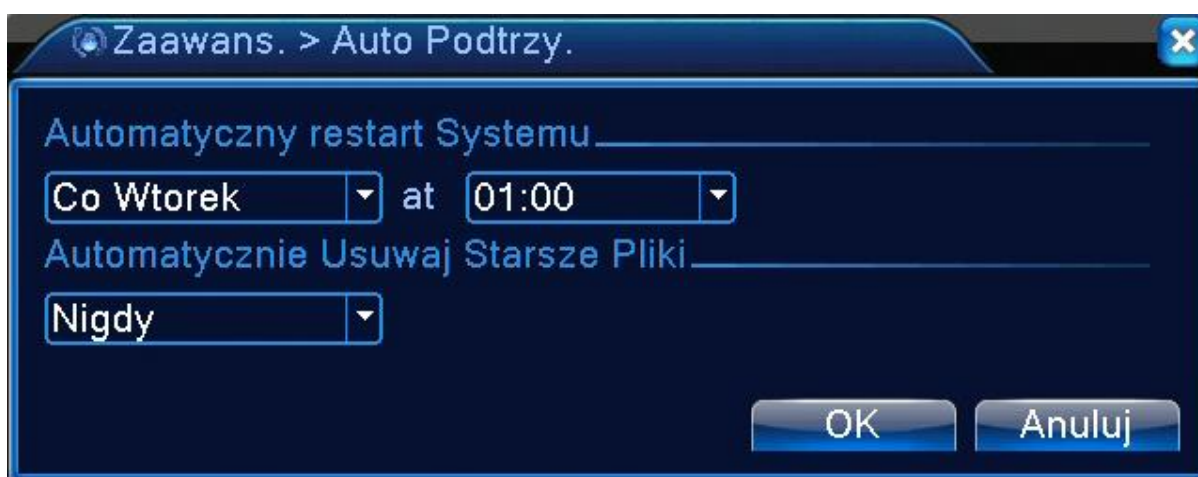 Zaawans. > Auto Podtrzy.
Automatyczny restart Systemu
Co Wtorek at 01:00
Automatycznie Usuwaj Starsze Pliki
Nigdy
OK Anuluj